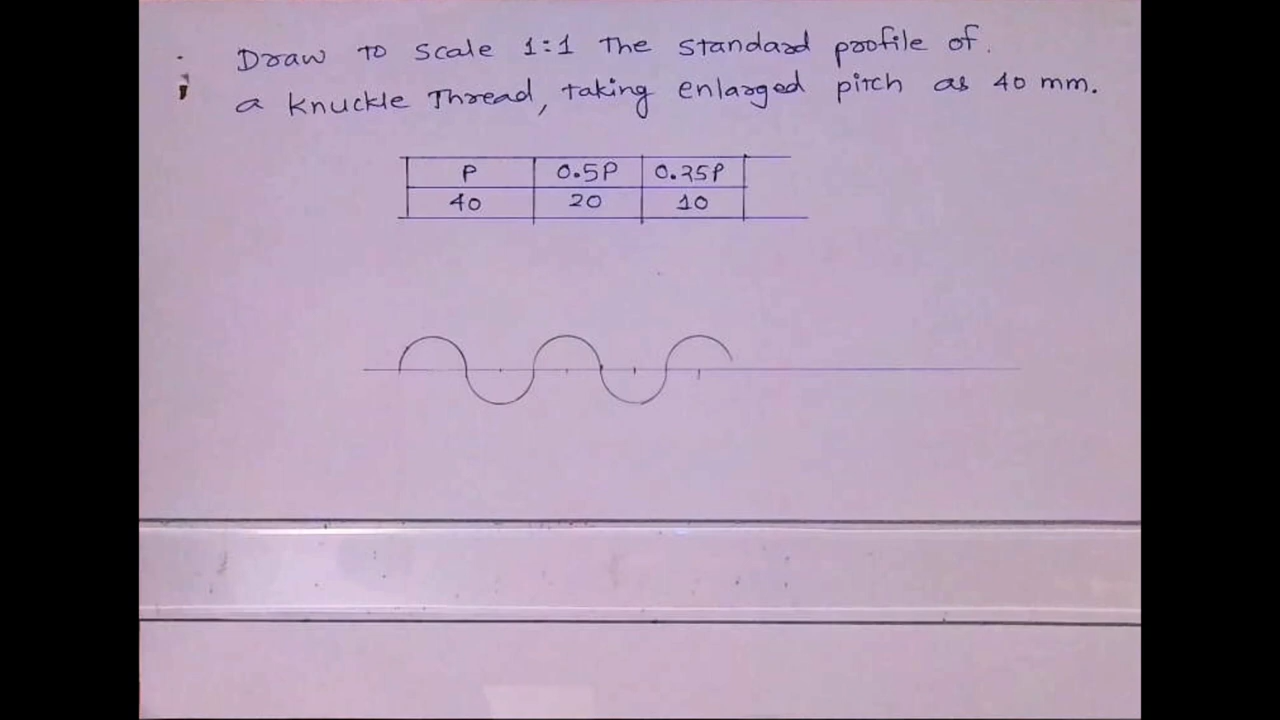 Draw to scale 1:1 the standard profile of.
a knuckle Thread, taking enlarged pitch as 40 mm.
P 0.5P 0.25P
40 20 10